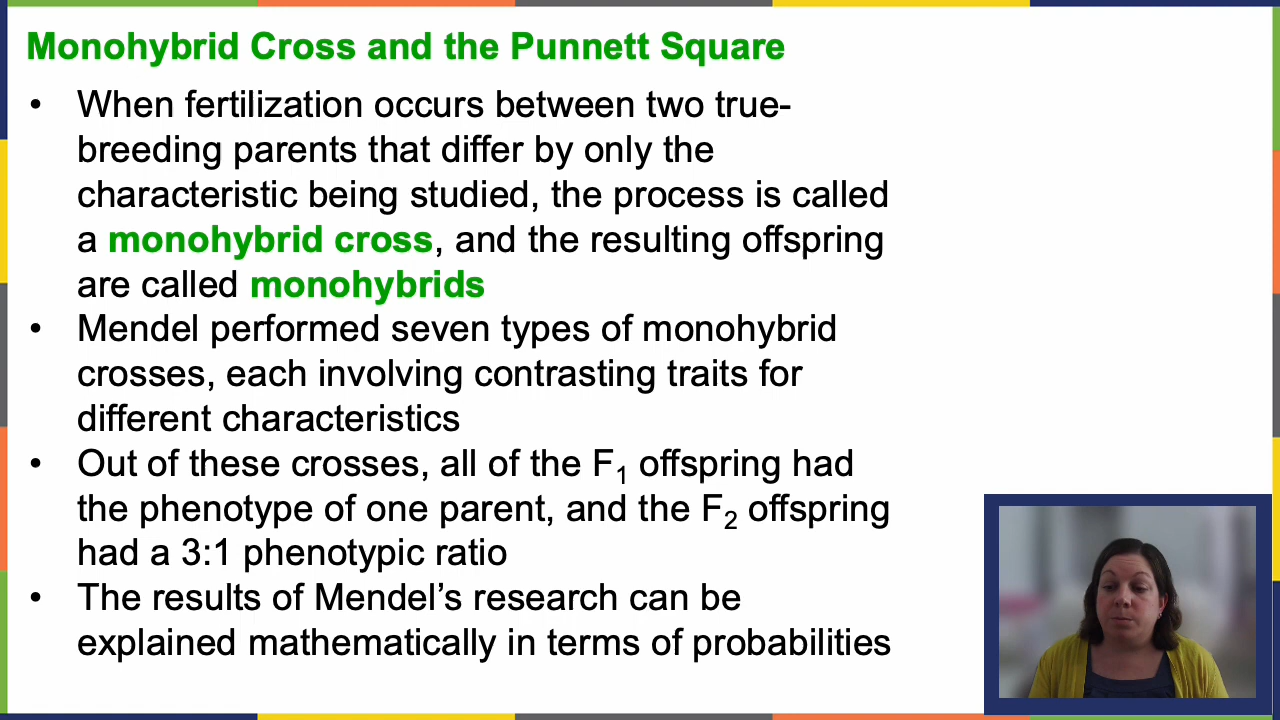 Monohybrid Cross and the Punnett Square
• When fertilization occurs between two true-
breeding parents that differ by only the
characteristic being studied, the process is called
a monohybrid cross, and the resulting offspring
are called monohybrids
• Mendel performed seven types of monohybrid
crosses, each involving contrasting traits for
different characteristics
• Out of these crosses, all of the F₁ offspring had
the phenotype of one parent, and the F₂ offspring
had a 3:1 phenotypic ratio
• The results of Mendel’s research can be
explained mathematically in terms of probabilities